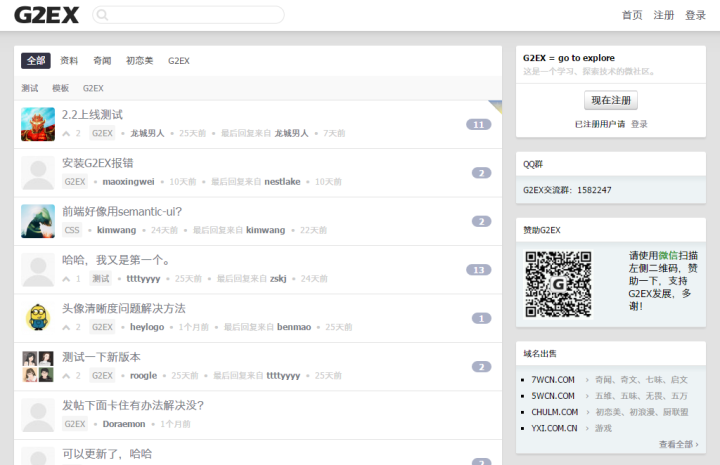 G2EX
首页 注册 登录
全部 资料 奇闻 初恋美 G2EX
测试 模板 G2EX
2.2上线测试
2 G2EX • 龙城男人 • 25天前 • 最后回复来自 龙城男人 • 7天前
11
安装G2EX报错
G2EX • maoxingwei • 10天前 • 最后回复来自 nestlake • 10天前
2
前端好像用semantic-ui?
CSS • kimwang • 24天前 • 最后回复来自 kimwang • 22天前
2
哈哈，我又是第一个。
1 测试 • ttttyyyy • 25天前 • 最后回复来自 zskj • 24天前
13
头像清晰度问题解决方法
2 G2EX • heylogo • 1个月前 • 最后回复来自 benmao • 25天前
1
测试一下新版本
2 G2EX • roogle • 25天前 • 最后回复来自 ttttyyyy • 25天前
2
发帖下面卡住有办法解决没?
G2EX • Doraemon • 1个月前
可以更新了，哈哈
2
G2EX = go to explore
这是一个学习、探索技术的微社区。
现在注册
已注册用户请 登录
QQ群
G2EX交流群：1582247
赞助G2EX
G
请使用微信扫描
左侧二维码，赞
助一下，支持
G2EX发展，多
谢！
域名出售
7WCN.COM › 奇闻、奇文、七味、启文
5WCN.COM › 五维、五味、无畏、五万
CHULM.COM › 初恋美、初浪漫、厨联盟
YXI.COM.CN › 游戏
查看全部 ›